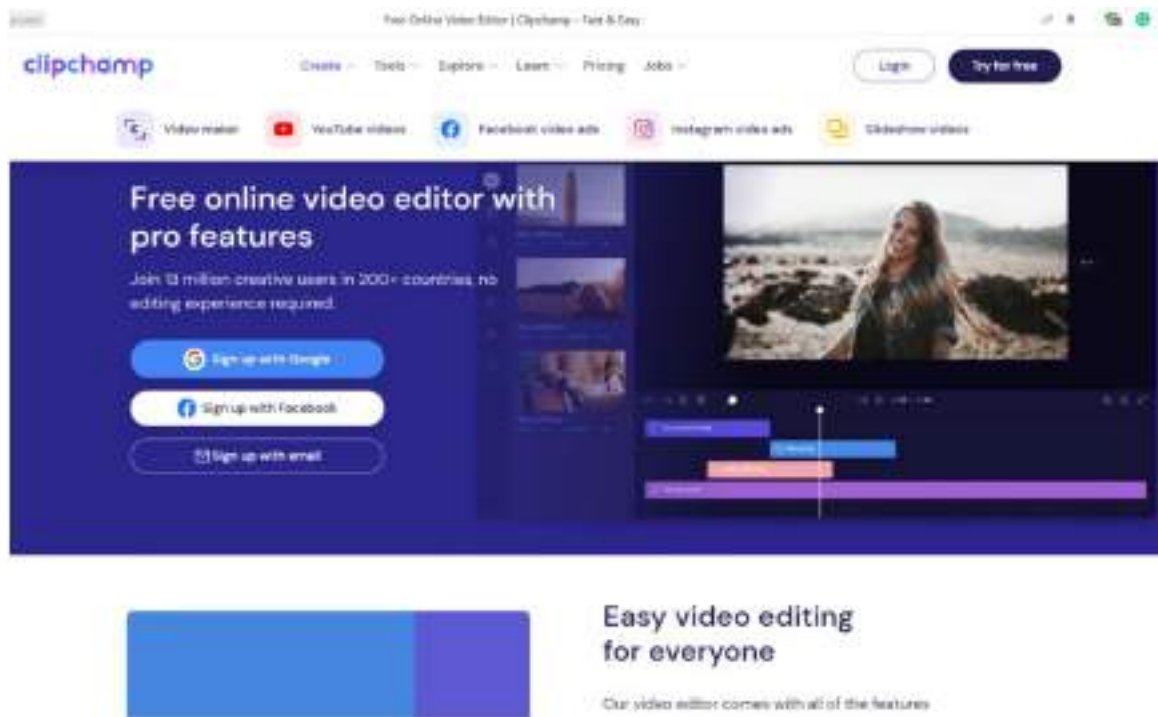 Free Online Video Editor | Clipchamp - Fast & Easy
clipchamp
Create Tools Explore Learn Pricing Jobs
Login
Try for free
Video maker
YouTube videos
Facebook video ads
Instagram video ads
Slideshow videos
Free online video editor with
pro features
Join 13 million creative users in 200+ countries, no
editing experience required.
Sign up with Google
Sign up with Facebook
Sign up with email
Easy video editing
for everyone
Our video editor comes with all of the features